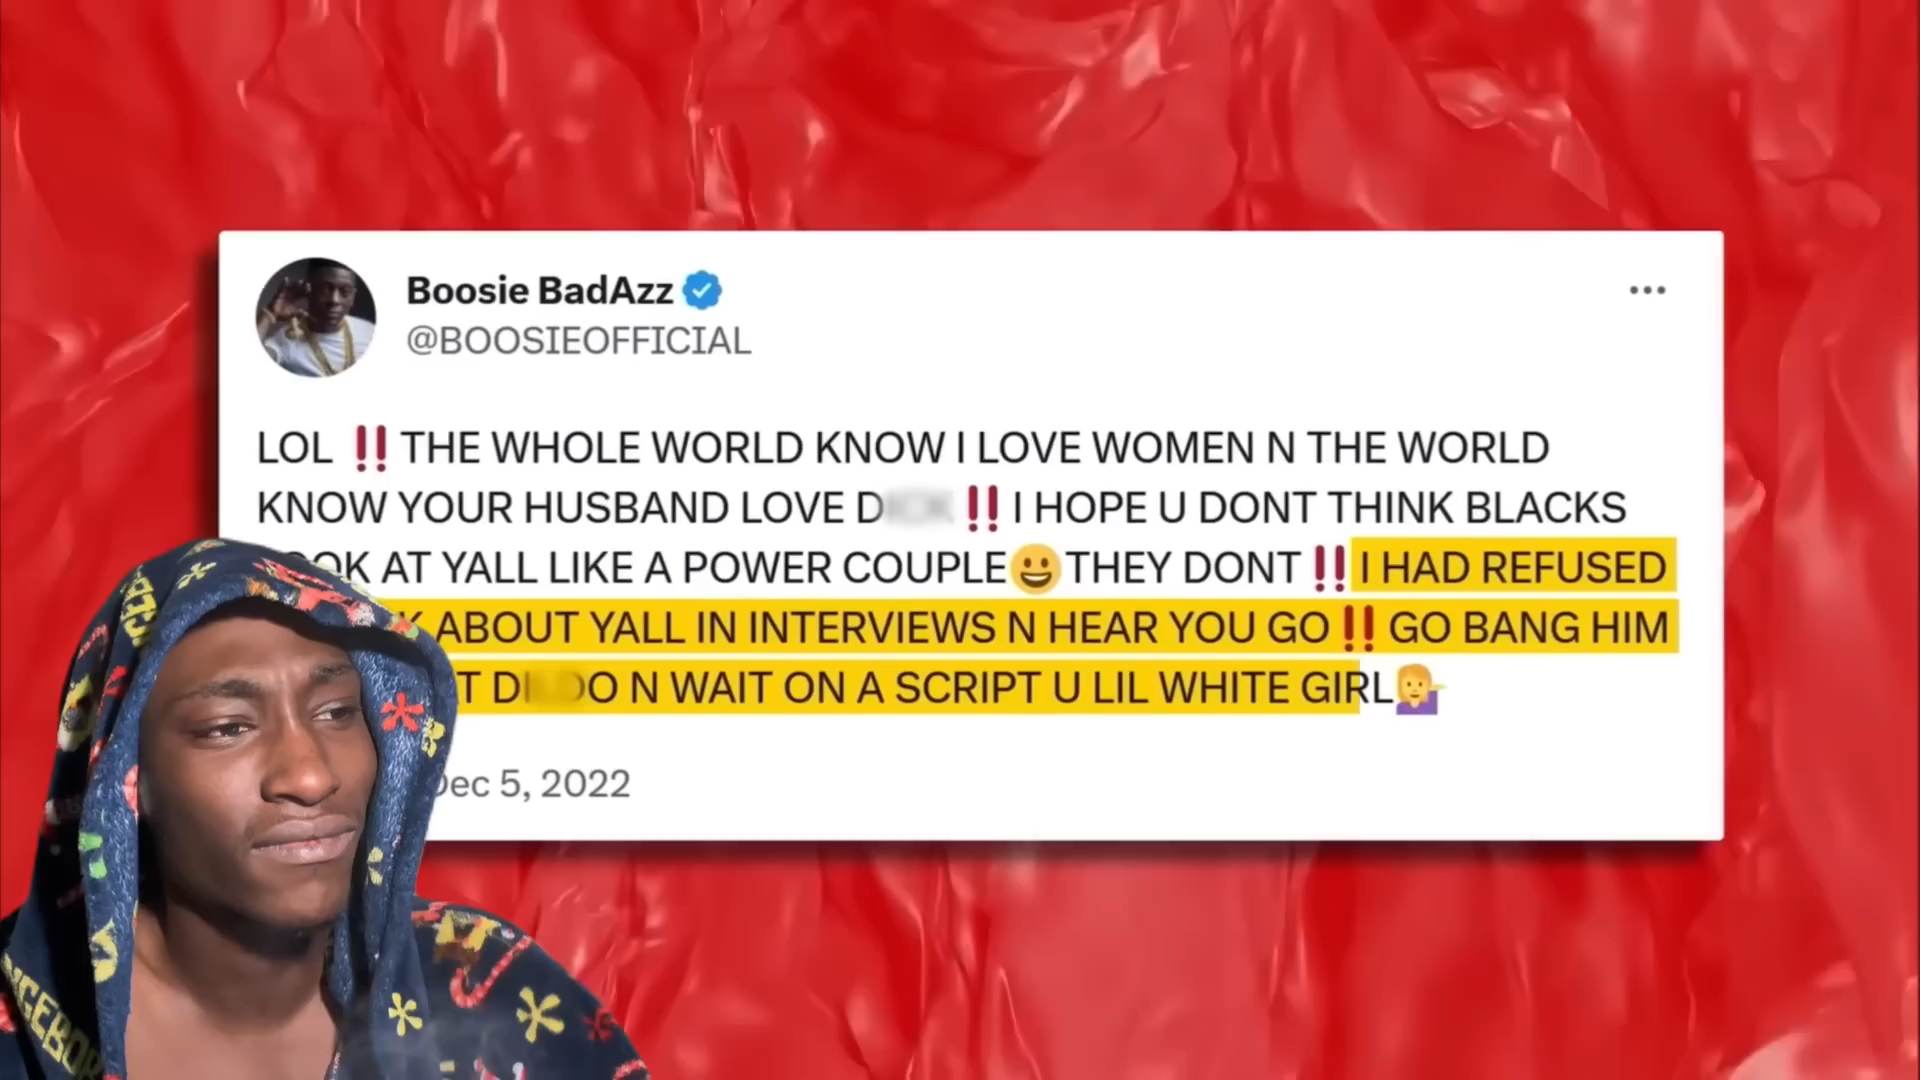 Boosie BadAzz
@BOOSIEOFFICIAL
LOL ‼️ THE WHOLE WORLD KNOW I LOVE WOMEN N THE WORLD
KNOW YOUR HUSBAND LOVE D ‼️ I HOPE U DONT THINK BLACKS
OK AT YALL LIKE A POWER COUPLE😀THEY DONT ‼️ I HAD REFUSED
K ABOUT YALL IN INTERVIEWS N HEAR YOU GO‼️ GO BANG HIM
T D DO N WAIT ON A SCRIPT U LIL WHITE GIRL💁
Dec 5, 2022